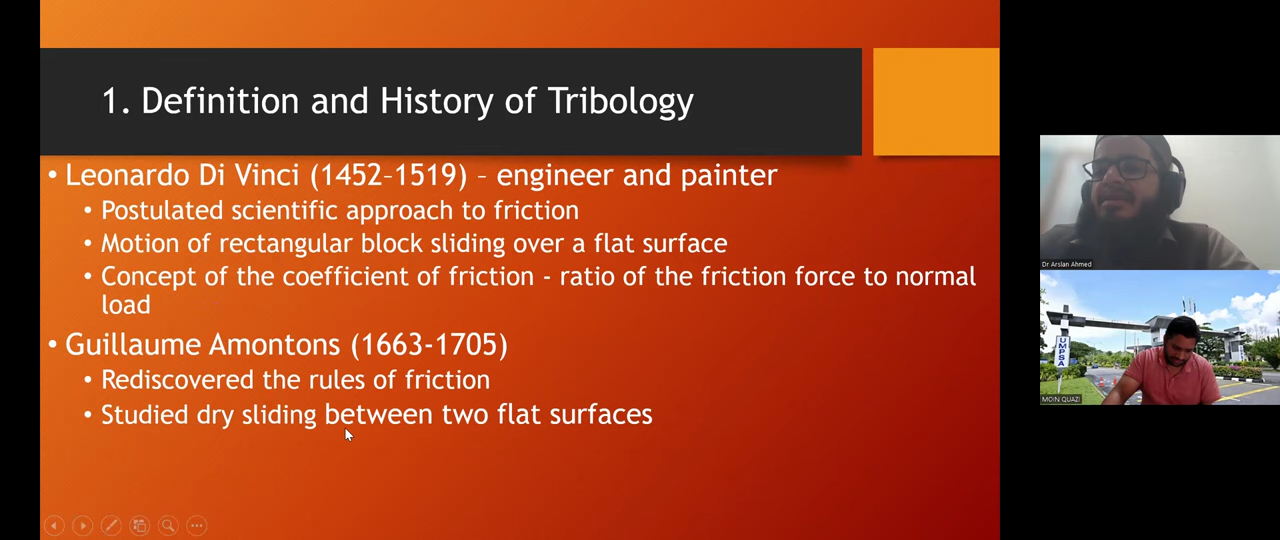 1. Definition and History of Tribology
• Leonardo Di Vinci (1452–1519) – engineer and painter
• Postulated scientific approach to friction
• Motion of rectangular block sliding over a flat surface
• Concept of the coefficient of friction - ratio of the friction force to normal
load
• Guillaume Amontons (1663-1705)
• Rediscovered the rules of friction
• Studied dry sliding between two flat surfaces
Dr Arslan Ahmed
UMPSA
MOIN QUAZI